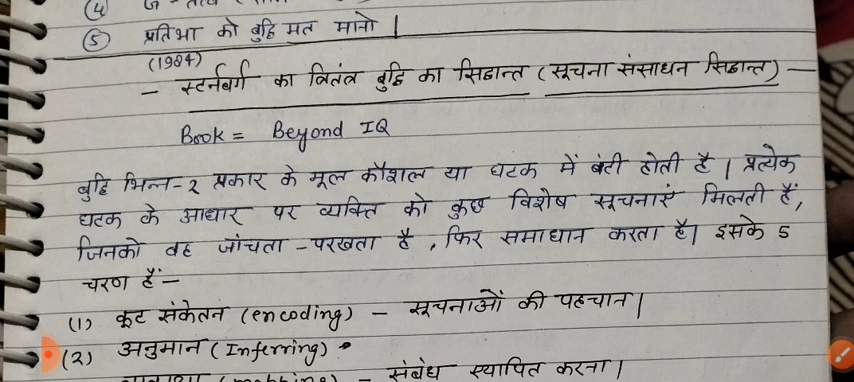 (4)
(5) प्रतिभा को बुद्धि मत मानो |
(1984)
- स्टर्नबर्ग का त्रितंत्र बुद्धि का सिद्धान्त (सूचना संसाधन सिद्धान्त) -
Book = Beyond IQ
बुद्धि भिन्न-२ प्रकार के मूल कौशल या घटक में बंटी होती है | प्रत्येक
घटक के आधार पर व्यक्ति को कुछ विशेष सूचनाएं मिलती हैं,
जिनको वह जांचता - परखता है , फिर समाधान करता है। इसके 5
चरण हैं -
(1) कूट संकेतन (encoding) - सूचनाओं की पहचान |
(2) अनुमान (Inferring)
- संबंध स्थापित करना |